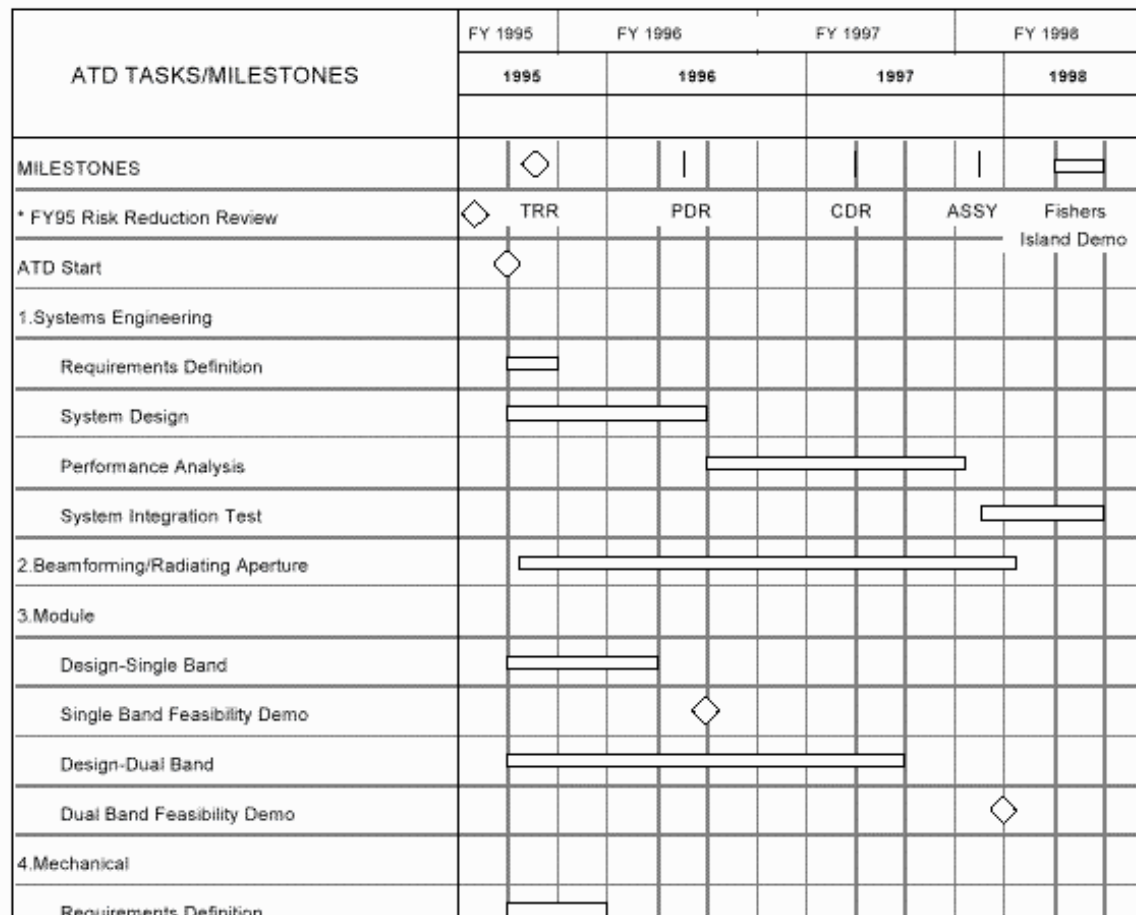 FY 1995 FY 1996 FY 1997 FY 1998
ATD TASKS/MILESTONES
1995 1996 1997 1998
MILESTONES
* FY95 Risk Reduction Review
TRR PDR CDR ASSY Fishers
Island Demo
ATD Start
1.Systems Engineering
Requirements Definition
System Design
Performance Analysis
System Integration Test
2.Beamforming/Radiating Aperture
3.Module
Design-Single Band
Single Band Feasibility Demo
Design-Dual Band
Dual Band Feasibility Demo
4.Mechanical
Requirements Definition